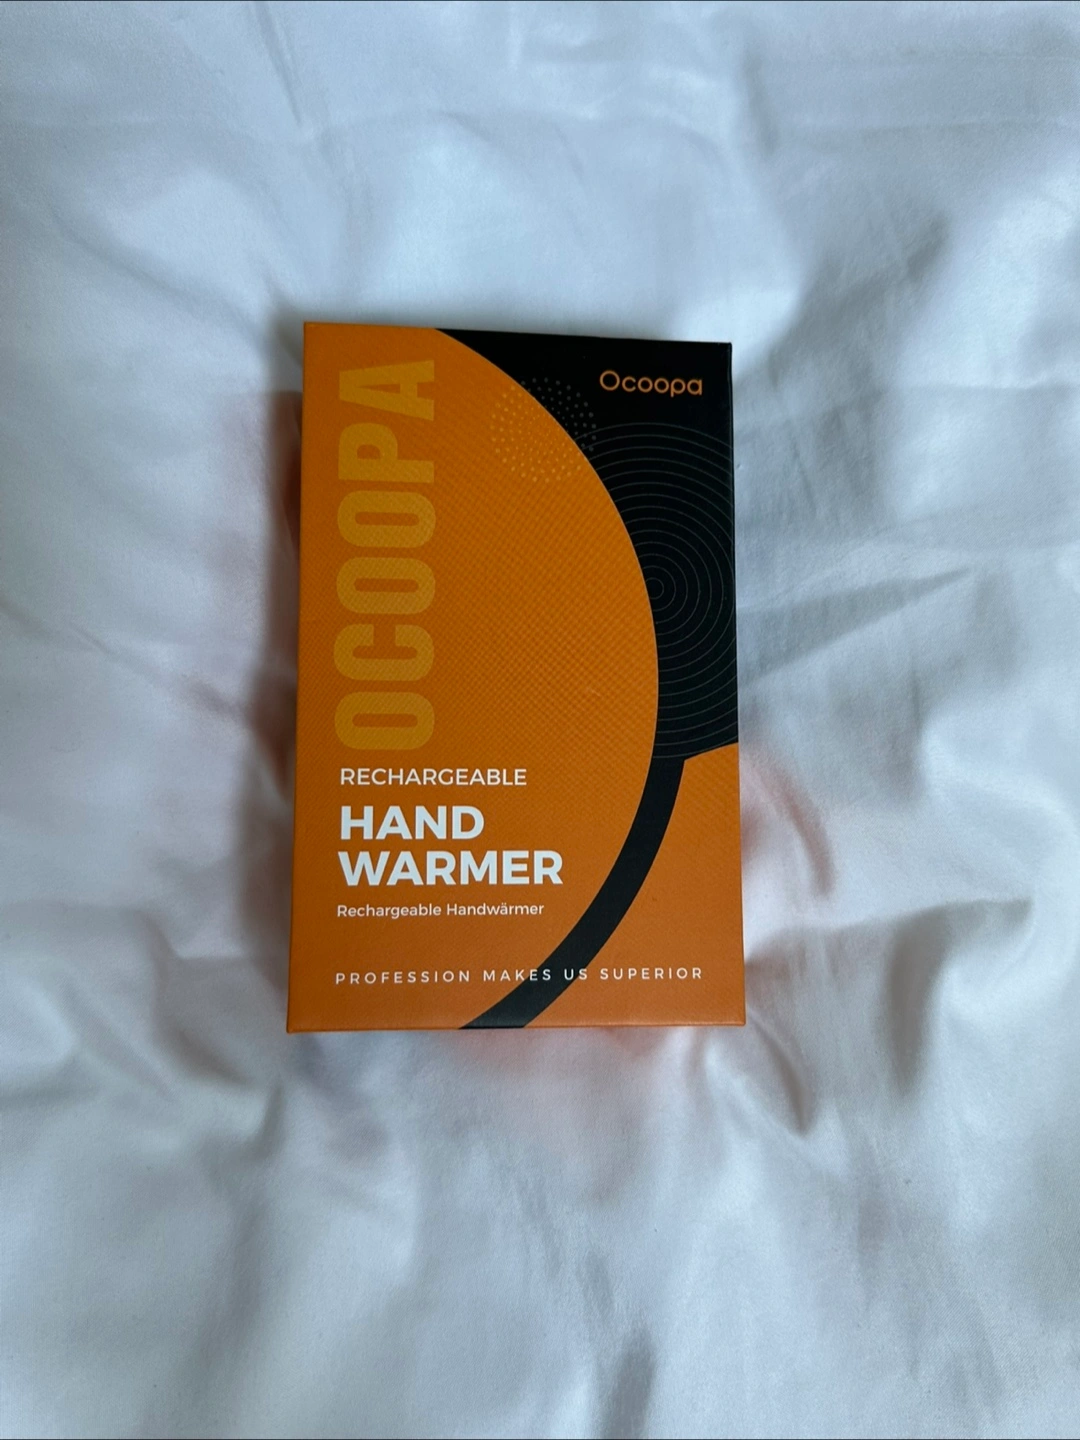 Ocoopa
OCOOPA
RECHARGEABLE
HAND
WARMER
Rechargeable Handwärmer
PROFESSION MAKES US SUPERIOR